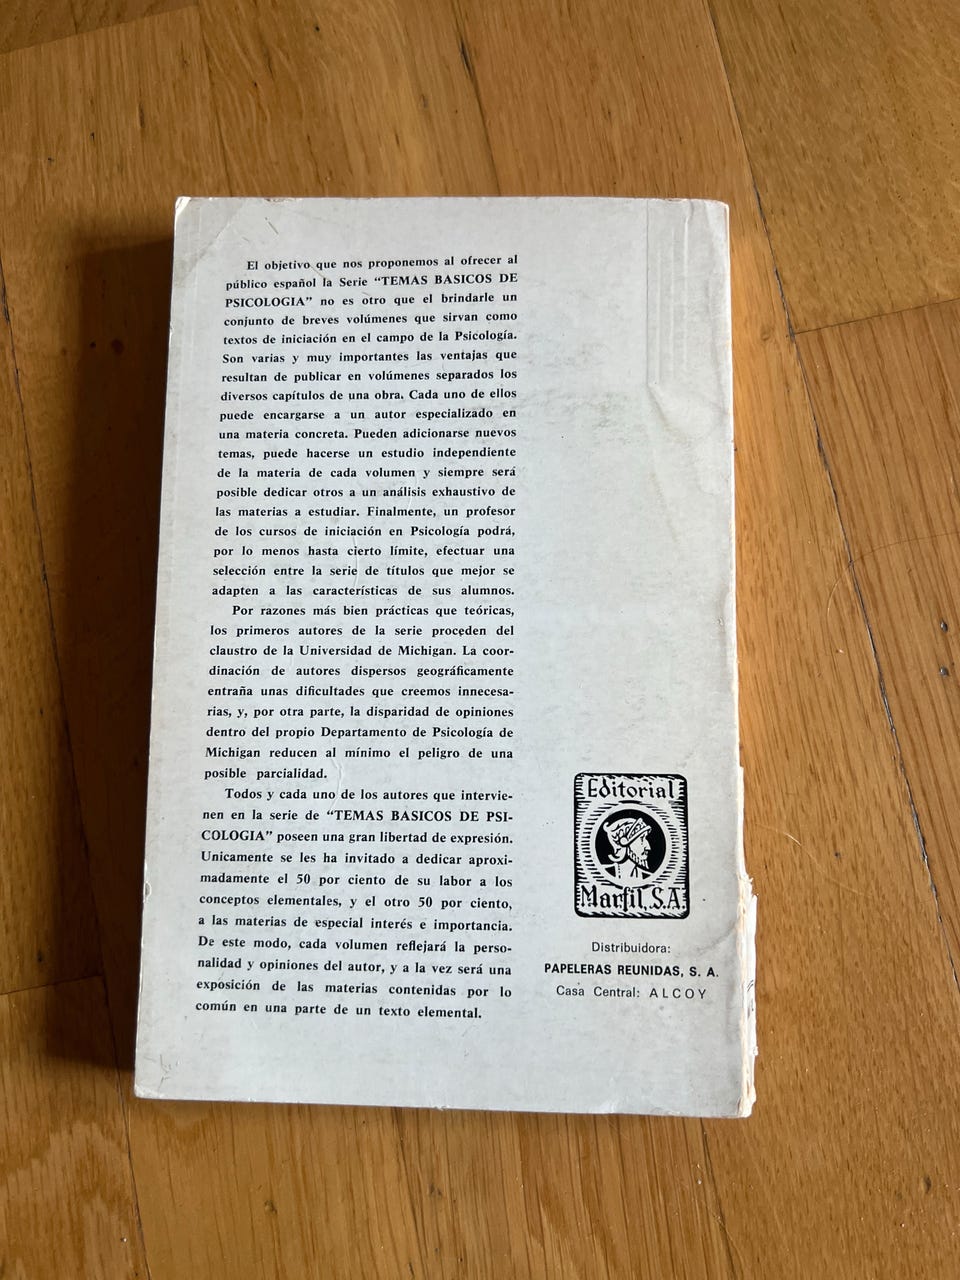 El objetivo que nos proponemos al ofrecer al
público español la Serie "TEMAS BASICOS DE
PSICOLOGIA" no es otro que el brindarle un
conjunto de breves volúmenes que sirvan como
textos de iniciación en el campo de la Psicología.
Son varias y muy importantes las ventajas que
resultan de publicar en volúmenes separados los
diversos capítulos de una obra. Cada uno de ellos
puede encargarse a un autor especializado en
una materia concreta. Pueden adicionarse nuevos
temas, puede hacerse un estudio independiente
de la materia de cada volumen y siempre será
posible dedicar otros a un análisis exhaustivo de
las materias a estudiar. Finalmente, un profesor
de los cursos de iniciación en Psicología podrá,
por lo menos hasta cierto límite, efectuar una
selección entre la serie de títulos que mejor se
adapten a las características de sus alumnos.
Por razones más bien prácticas que teóricas,
los primeros autores de la serie proceden del
claustro de la Universidad de Michigan. La coor-
dinación de autores dispersos geográficamente
entraña unas dificultades que creemos innecesa-
rias, y, por otra parte, la disparidad de opiniones
dentro del propio Departamento de Psicología de
Michigan reducen al mínimo el peligro de una
posible parcialidad.
Todos y cada uno de los autores que intervie-
nen en la serie de "TEMAS BASICOS DE PSI-
COLOGIA" poseen una gran libertad de expresión.
Unicamente se les ha invitado a dedicar aproxi-
madamente el 50 por ciento de su labor a los
conceptos elementales, y el otro 50 por ciento,
a las materias de especial interés e importancia.
De este modo, cada volumen reflejará la perso-
nalidad y opiniones del autor, y a la vez será una
exposición de las materias contenidas por lo
común en una parte de un texto elemental.
Editorial
Marfil, S.A.
Distribuidora:
PAPELERAS REUNIDAS, S. A.
Casa Central: ALCOY